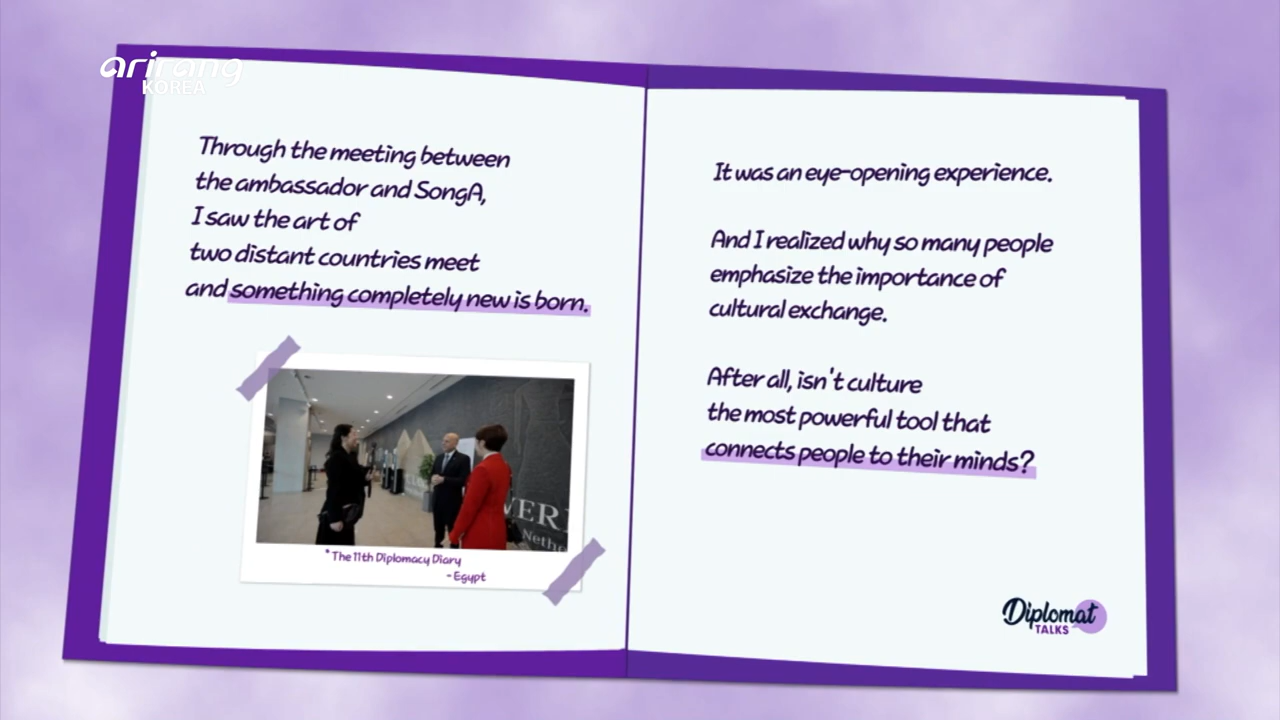 arirang
KOREA
Through the meeting between
the ambassador and SongA,
I saw the art of
two distant countries meet
and something completely new is born.
VER
Neth
* The 11th Diplomacy Diary
- Egypt
It was an eye-opening experience.
And I realized why so many people
emphasize the importance of
cultural exchange.
After all, isn't culture
the most powerful tool that
connects people to their minds?
Diplomat
TALKS